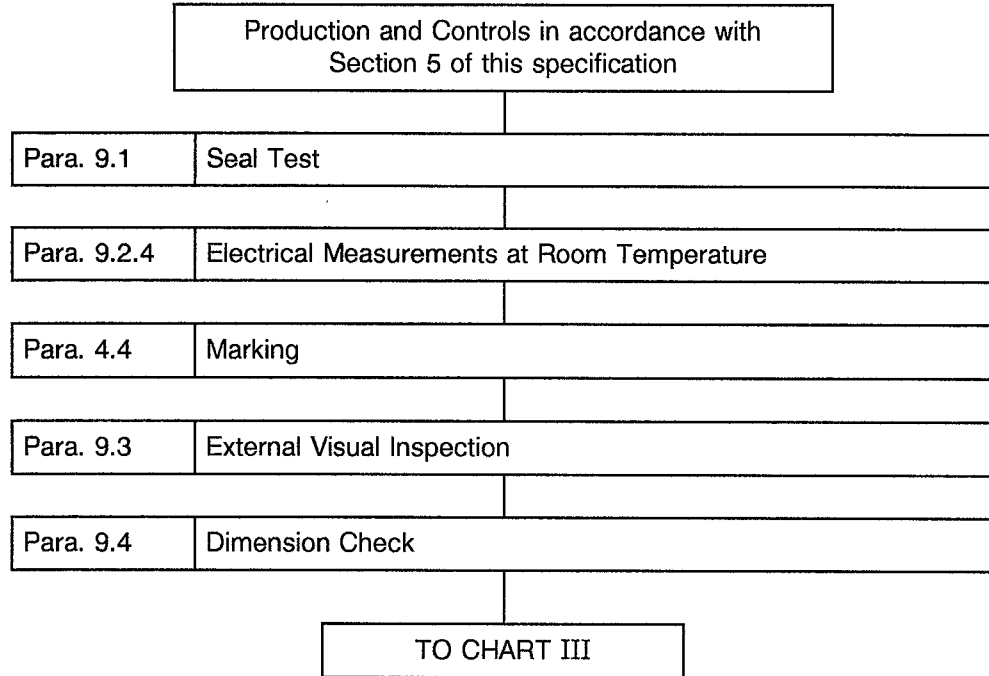 Production and Controls in accordance with
Section 5 of this specification
Para. 9.1 Seal Test
Para. 9.2.4 Electrical Measurements at Room Temperature
Para. 4.4 Marking
Para. 9.3 External Visual Inspection
Para. 9.4 Dimension Check
TO CHART III